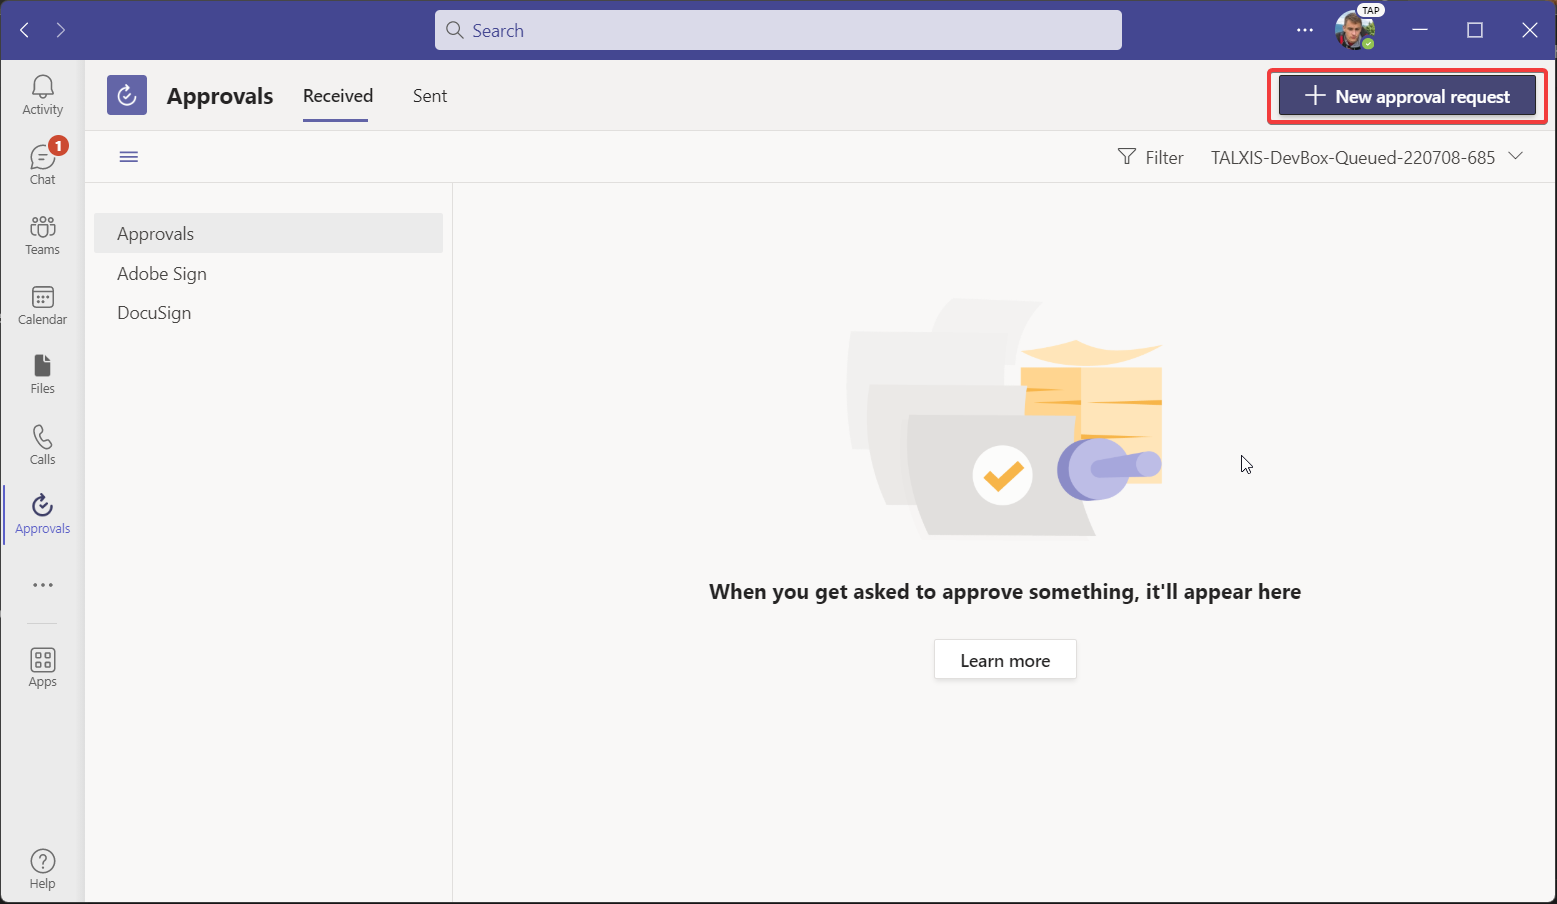 Search
TAP
Activity
Chat
1
Teams
Calendar
Files
Calls
Approvals
Apps
Help
Approvals
Received
Sent
New approval request
Filter
TALXIS-DevBox-Queued-220708-685
Approvals
Adobe Sign
DocuSign
When you get asked to approve something, it'll appear here
Learn more